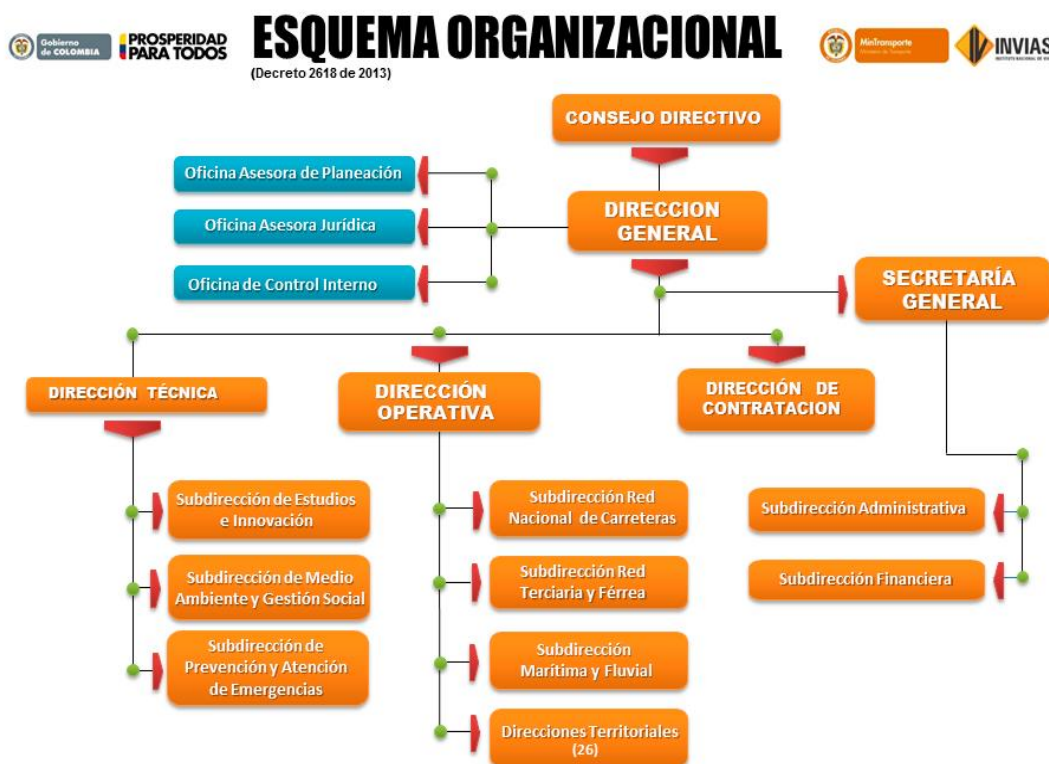 Gobierno
de COLOMBIA
PROSPERIDAD
PARA TODOS
ESQUEMA ORGANIZACIONAL
(Decreto 2618 de 2013)
MinTransporte
Ministerio de Transporte
INVIAS
CONSEJO DIRECTIVO
Oficina Asesora de Planeación
Oficina Asesora Jurídica
Oficina de Control Interno
DIRECCION
GENERAL
SECRETARÍA
GENERAL
DIRECCIÓN TÉCNICA
DIRECCIÓN
OPERATIVA
DIRECCIÓN DE
CONTRATACION
Subdirección de Estudios
e Innovación
Subdirección de Medio
Ambiente y Gestión Social
Subdirección de
Prevención y Atención
de Emergencias
Subdirección Red
Nacional de Carreteras
Subdirección Red
Terciaria y Férrea
Subdirección
Marítima y Fluvial
Direcciones Territoriales
(26)
Subdirección Administrativa
Subdirección Financiera